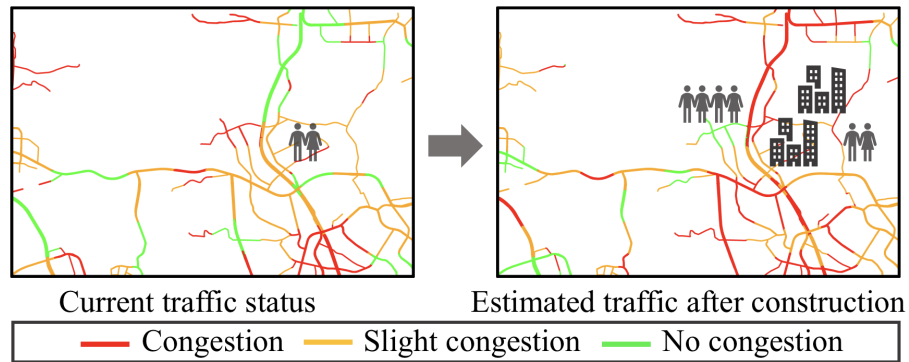 Current traffic status
Estimated traffic after construction
Congestion
Slight congestion
No congestion